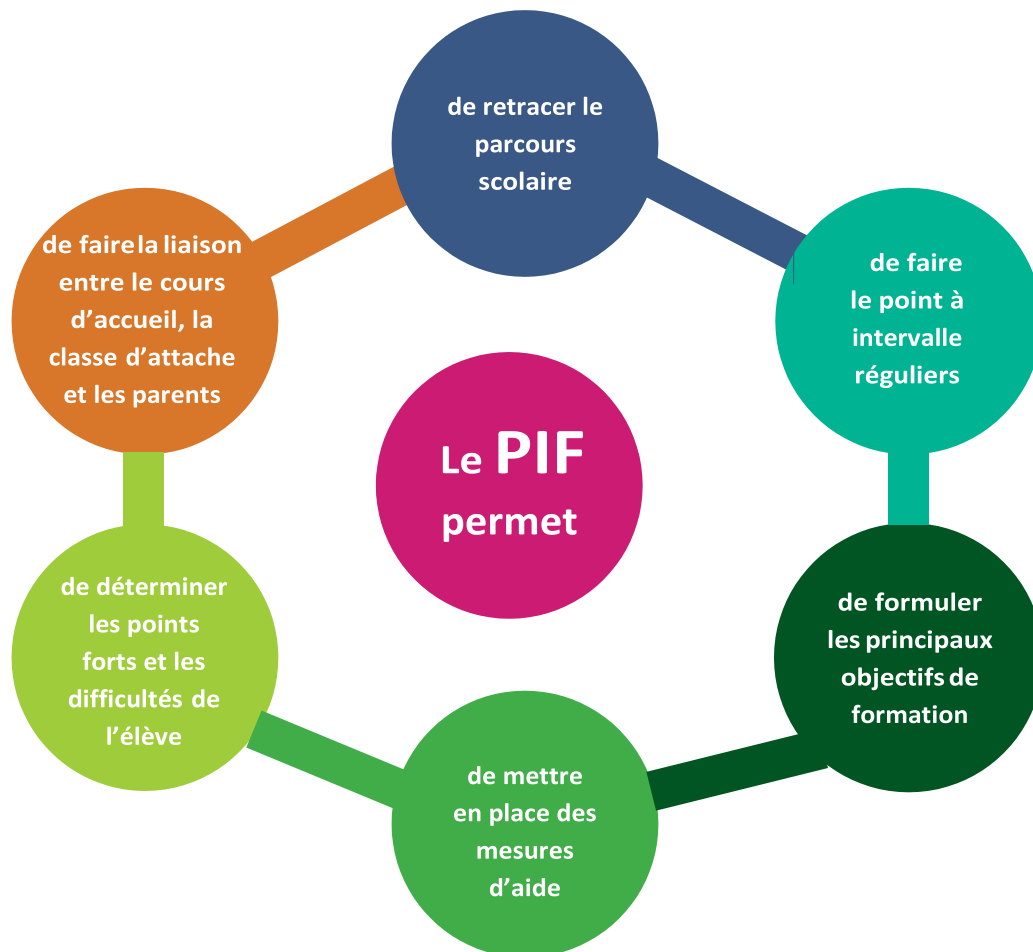 de retracer le
parcours
scolaire
de faire
le point à
intervalle
réguliers
de formuler
les principaux
objectifs de
formation
de mettre
en place des
mesures
d'aide
de déterminer
les points
forts et les
difficultés de
l'élève
de faire la liaison
entre le cours
d'accueil, la
classe d'attache
et les parents
Le PIF
permet